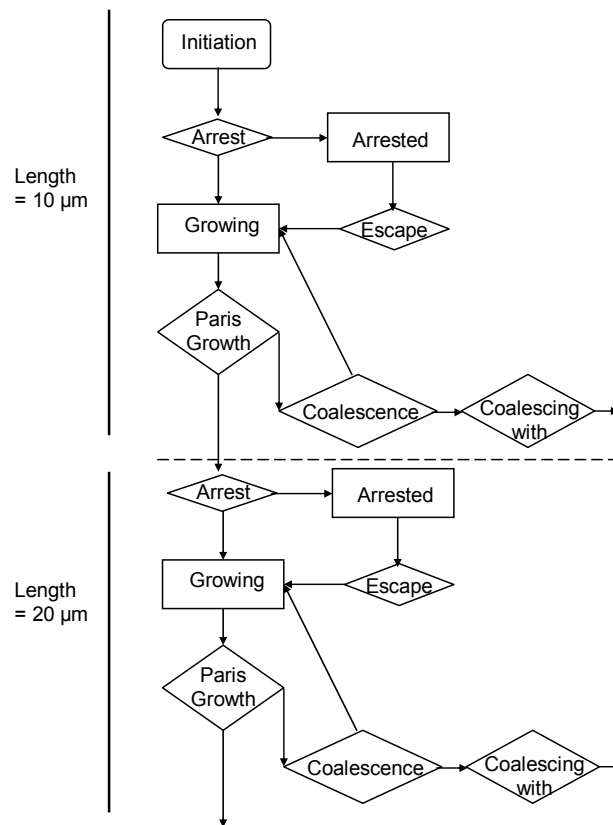 Initiation
Arrest
Arrested
Length
= 10 µm
Growing
Escape
Paris
Growth
Coalescence
Coalescing
with
Arrest
Arrested
Length
= 20 µm
Growing
Escape
Paris
Growth
Coalescence
Coalescing
with